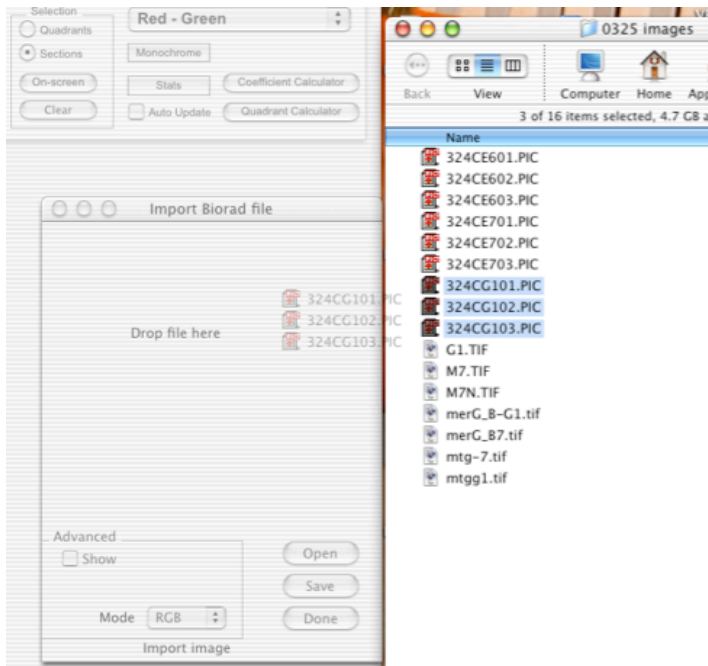 Selection
Quadrants
Sections
On-screen
Clear
Red - Green
Monochrome
Stats
Coefficient Calculator
Auto Update
Quadrant Calculator
Import Biorad file
Drop file here
324CG101.PIC
324CG102.PIC
324CG103.PIC
Advanced
Show
Mode RGB
Open
Save
Done
Import image
0325 images
Back View Computer Home App
3 of 16 items selected, 4.7 GB a
Name
324CE601.PIC
324CE602.PIC
324CE603.PIC
324CE701.PIC
324CE702.PIC
324CE703.PIC
324CG101.PIC
324CG102.PIC
324CG103.PIC
G1.TIF
M7.TIF
M7N.TIF
merG_B-G1.tif
merG_B7.tif
mtg-7.tif
mtgg1.tif